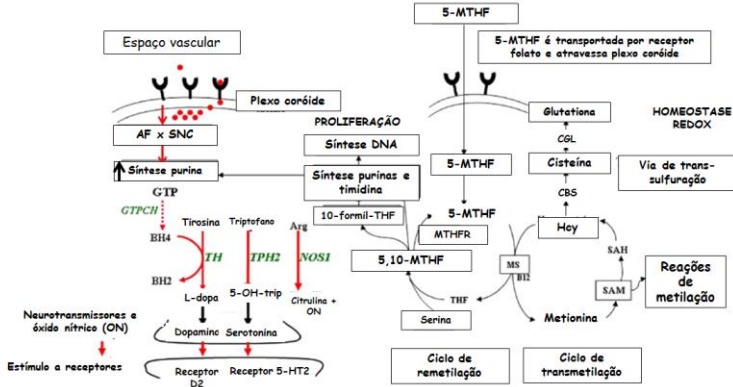 5-MTHF
Espaço vascular
5-MTHF é transportada por receptor
folato e atravessa plexo coróide
Plexo coróide
AF x SNC
Síntese purina
GTP
GTPCH
BH4
BH2
Tirosina
TH
L-dopa
Dopamina
Receptor
D2
Triptofano
TPH2
5-OH-trip
Serotonina
Receptor 5-HT2
Arg
NOS1
Citrulina +
ON
Neurotransmissores e
óxido nítrico (ON)
Estímulo a receptores
PROLIFERAÇÃO
Síntese DNA
Síntese purinas e
timidina
10-formil-THF
5,10-MTHF
Serina
5-MTHF
5-MTHF
MTHFR
THF
MS
B12
Glutationa
CGL
Cisteína
CBS
Hcy
HOMEOSTASE
REDOX
Via de trans-
sulfuração
SAH
SAM
Metionina
Reações
de
metilação
Ciclo de
remetilação
Ciclo de
transmetilação